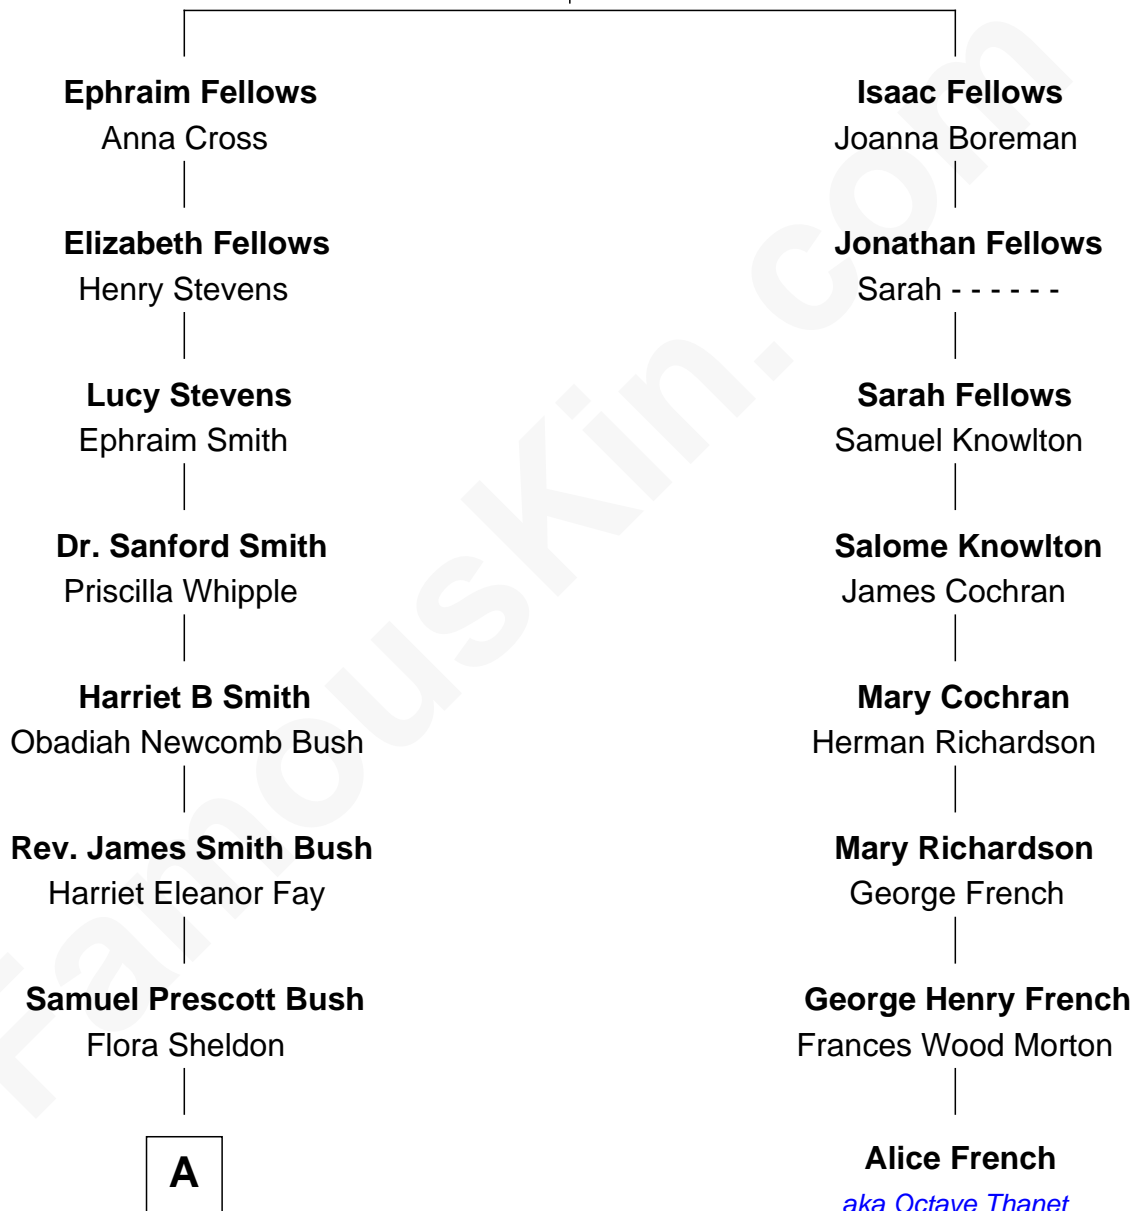 Ephraim Fellows
Anna Cross
Elizabeth Fellows
Henry Stevens
Lucy Stevens
Ephraim Smith
Dr. Sanford Smith
Priscilla Whipple
Harriet B Smith
Obadiah Newcomb Bush
Rev. James Smith Bush
Harriet Eleanor Fay
Samuel Prescott Bush
Flora Sheldon
A
Isaac Fellows
Joanna Boreman
Jonathan Fellows
Sarah - - - - - -
Sarah Fellows
Samuel Knowlton
Salome Knowlton
James Cochran
Mary Cochran
Herman Richardson
Mary Richardson
George French
George Henry French
Frances Wood Morton
Alice French
aka Octave Thanet
FamousKin.com